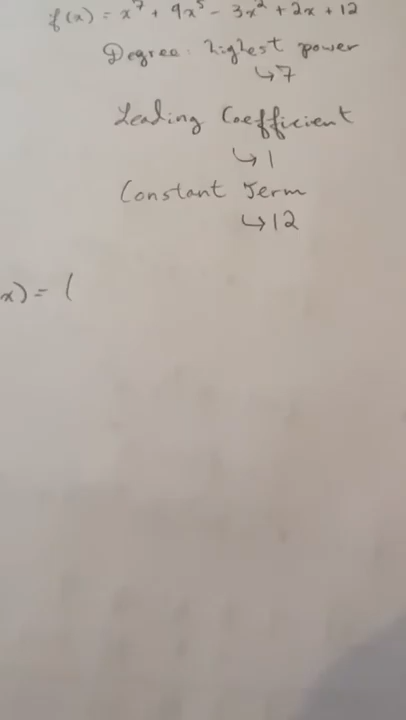 f(x) = x⁷ + 9x⁵ - 3x² + 2x + 12
Degree: highest power
↳ 7
Leading Coefficient
↳ 1
Constant Term
↳ 12
x) = (